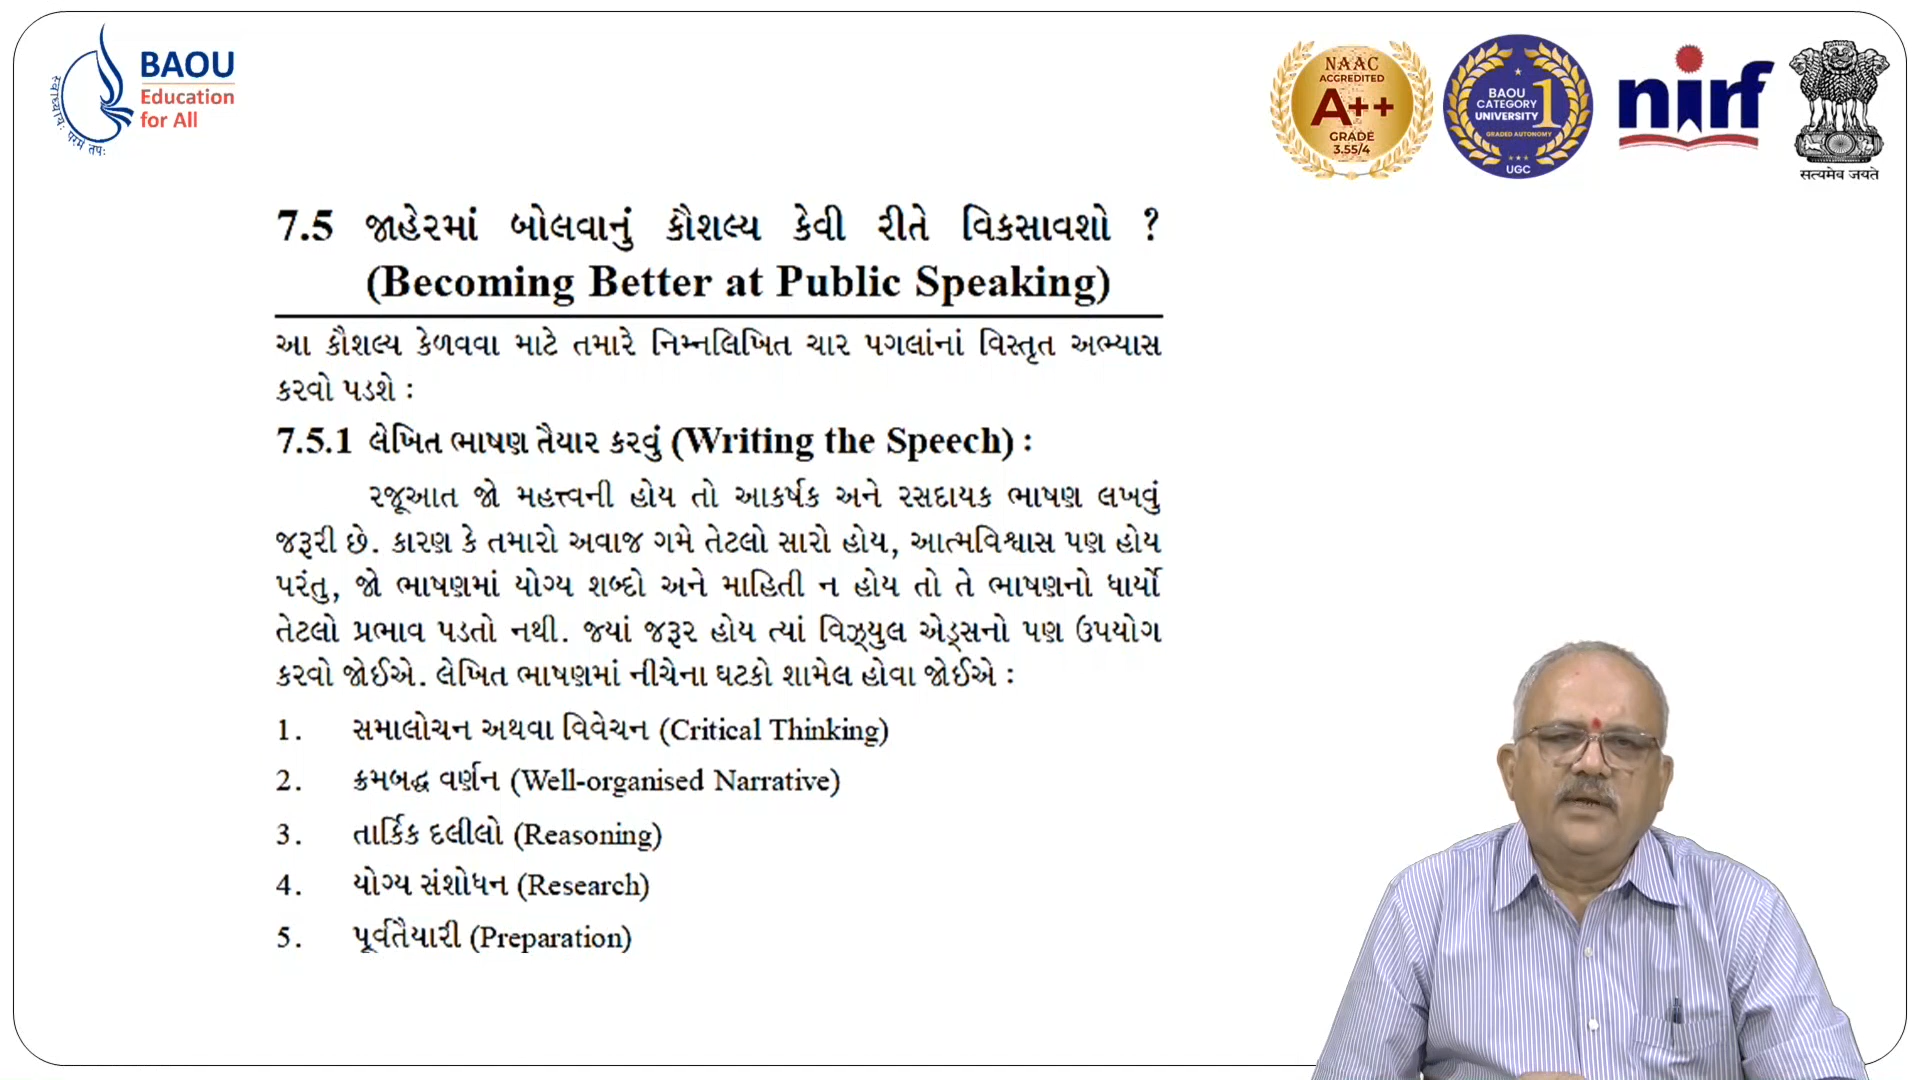 BAOU
Education
for All
स्वाध्यायः परमं तपः
NAAC
ACCREDITED
A++
GRADE
3.55/4
BAOU
CATEGORY 1
UNIVERSITY
GRADED AUTONOMY
UGC
nirf
सत्यमेव जयते
7.5 જાહેરમાં બોલવાનું કૌશલ્ય કેવી રીતે વિકસાવશો ?
(Becoming Better at Public Speaking)
આ કૌશલ્ય કેળવવા માટે તમારે નિમ્નલિખિત ચાર પગલાંનાં વિસ્તૃત અભ્યાસ
કરવો પડશે :
7.5.1 લેખિત ભાષણ તૈયાર કરવું (Writing the Speech) :
રજૂઆત જો મહત્ત્વની હોય તો આકર્ષક અને રસદાયક ભાષણ લખવું
જરૂરી છે. કારણ કે તમારો અવાજ ગમે તેટલો સારો હોય, આત્મવિશ્વાસ પણ હોય
પરંતુ, જો ભાષણમાં યોગ્ય શબ્દો અને માહિતી ન હોય તો તે ભાષણનો ધાર્યો
તેટલો પ્રભાવ પડતો નથી. જ્યાં જરૂર હોય ત્યાં વિઝ્યુલ એડ્સનો પણ ઉપયોગ
કરવો જોઈએ. લેખિત ભાષણમાં નીચેના ઘટકો શામેલ હોવા જોઈએ :
1. સમાલોચન અથવા વિવેચન (Critical Thinking)
2. ક્રમબદ્ધ વર્ણન (Well-organised Narrative)
3. તાર્કિક દલીલો (Reasoning)
4. યોગ્ય સંશોધન (Research)
5. પૂર્વતૈયારી (Preparation)